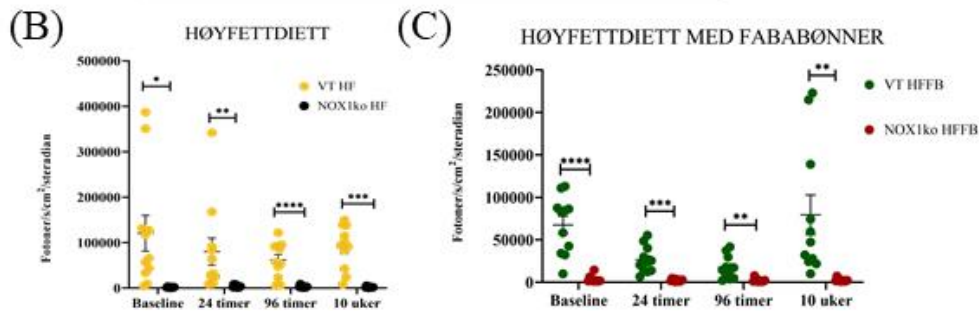 (B)
HØYFETTDIETT
500000
400000
300000
200000
100000
0
Fotoner/s/cm²/steradian
*
**
****
***
VT HF
NOX1ko HF
Baseline 24 timer 96 timer 10 uker
(C)
HØYFETTDIETT MED FABABØNNER
250000
200000
150000
100000
50000
0
Fotoner/s/cm²/steradian
****
***
**
**
VT HFFB
NOX1ko HFFB
Baseline 24 timer 96 timer 10 uker